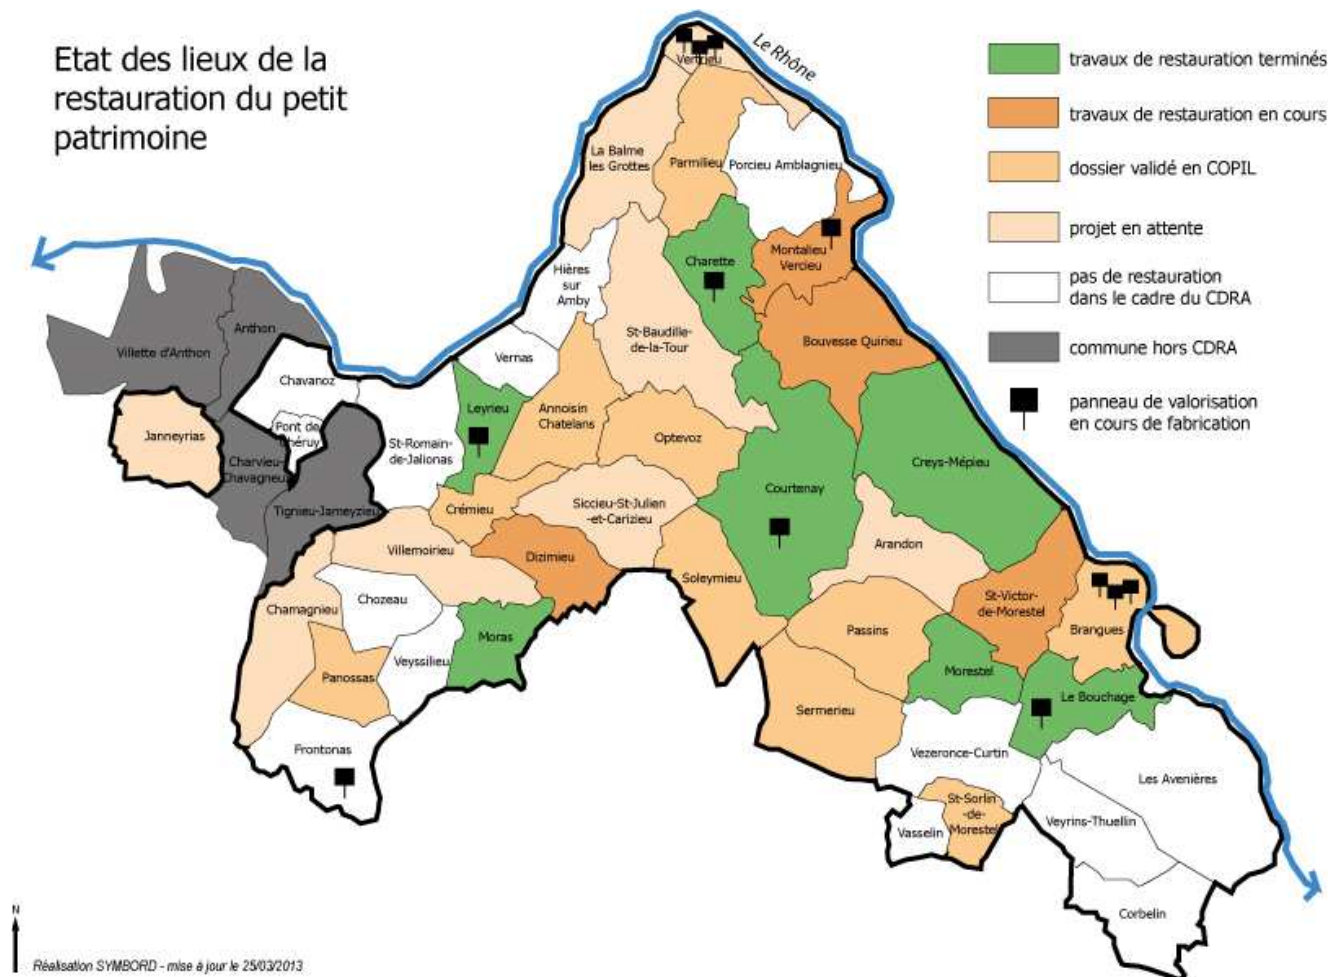 Etat des lieux de la
restauration du petit
patrimoine
Le Rhône
travaux de restauration terminés
travaux de restauration en cours
dossier validé en COPIL
projet en attente
pas de restauration
dans le cadre du CDRA
commune hors CDRA
panneau de valorisation
en cours de fabrication
Vertrieu
La Balme
les Grottes
Parmilieu
Porcieu Amblagnieu
Charette
Montalieu
Vercieu
Hières
sur
Amby
St-Baudille-
de-la-Tour
Bouvesse Quirieu
Villette d'Anthon
Anthon
Chavanoz
Vernas
Leyrieu
Annoisin
Chatelans
Optevoz
Janneyrias
Pont de
Chéruy
St-Romain-
de-Jalionas
Charvieu-
Chavagneu
Tignieu-Jameyzieu
Creys-Mépieu
Courtenay
Crémieu
Siccieu-St-Julien
-et-Carizieu
Villemoirieu
Dizimieu
Arandon
Soleymieu
Chamagnieu
Chozeau
St-Victor-
de-Morestel
Brangues
Moras
Passins
Veyssilieu
Panossas
Morestel
Le Bouchage
Sermerieu
Frontonas
Vezeronce-Curtin
Les Avenières
St-Sorlin
-de-
Morestel
Vasselin
Veyrins-Thuellin
Corbelin
N
Réalisation SYMBORD - mise à jour le 25/03/2013